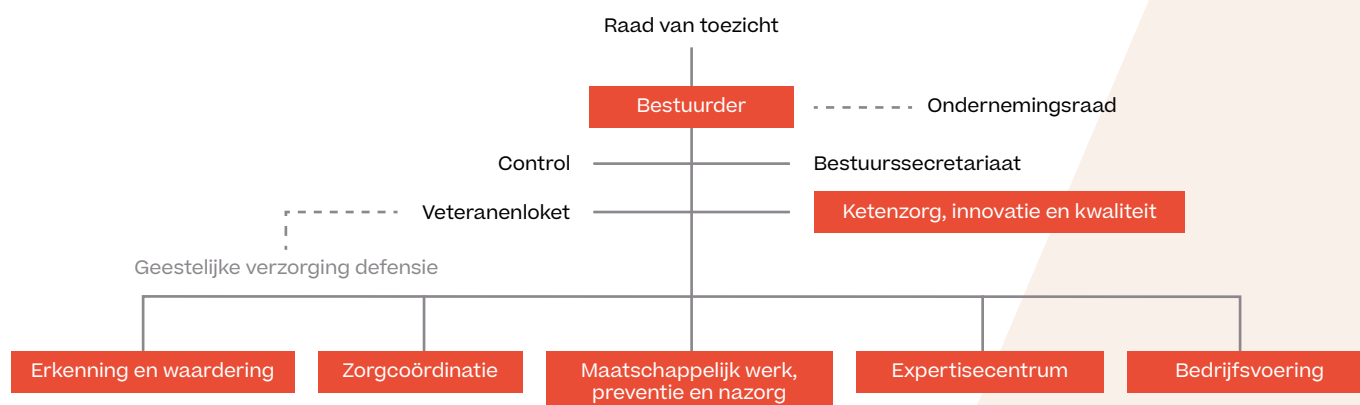 Raad van toezicht
Bestuurder
Ondernemingsraad
Control
Bestuurssecretariaat
Veteranenloket
Ketenzorg, innovatie en kwaliteit
Geestelijke verzorging defensie
Erkenning en waardering
Zorgcoördinatie
Maatschappelijk werk,
preventie en nazorg
Expertisecentrum
Bedrijfsvoering